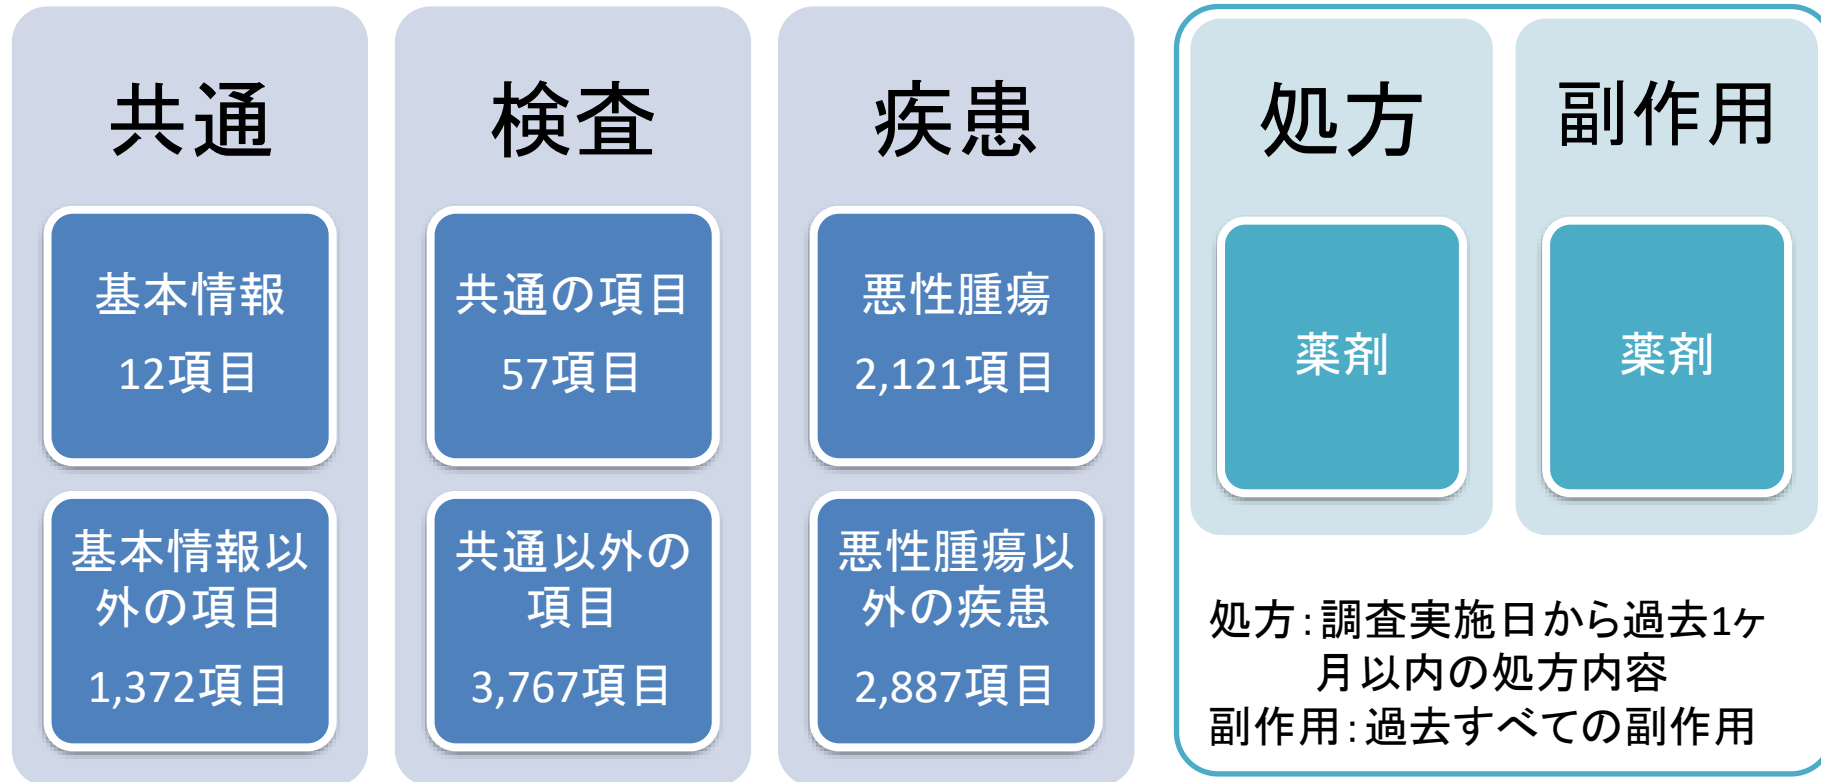 共通
基本情報
12項目
基本情報以
外の項目
1,372項目
検査
共通の項目
57項目
共通以外の
項目
3,767項目
疾患
悪性腫瘍
2,121項目
悪性腫瘍以
外の疾患
2,887項目
処方
薬剤
副作用
薬剤
処方：調査実施日から過去1ヶ
月以内の処方内容
副作用：過去すべての副作用